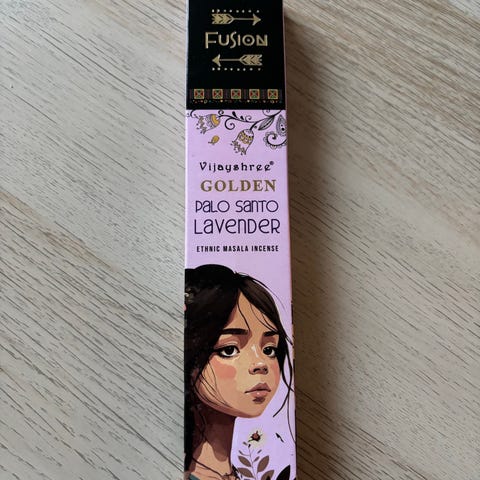 FUSION
Vijayshree®
GOLDEN
PALO SANTO
LAVENDER
ETHNIC MASALA INCENSE